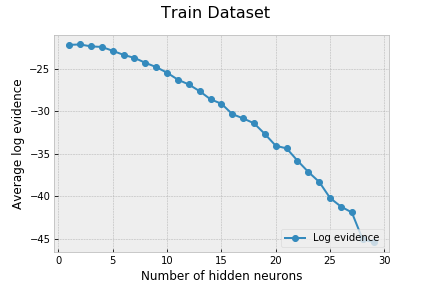 Train Dataset
Average log evidence
−25
−30
−35
−40
−45
Log evidence
0 5 10 15 20 25 30
Number of hidden neurons